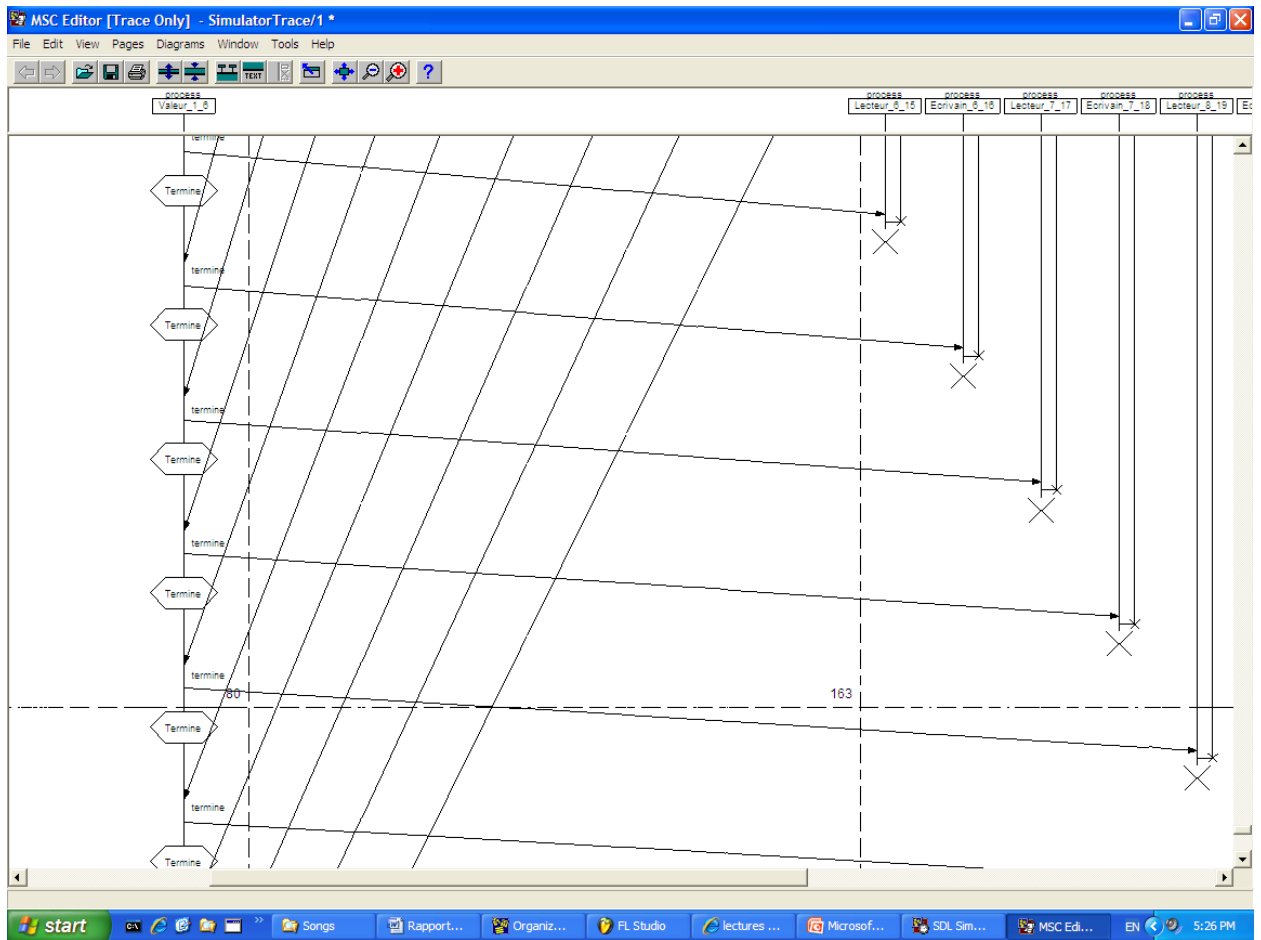 MSC Editor [Trace Only] - SimulatorTrace/1 *
File Edit View Pages Diagrams Window Tools Help
TEXT ?
process process process process process process
Valeur_1_6 Lecteur_6_15 Ecrivain_6_16 Lecteur_7_17 Ecrivain_7_18 Lecteur_8_19 Ec
termine
Termine
termine
Termine
termine
Termine
termine
Termine
termine
80 163
Termine
termine
Termine
start C:\ » Songs Rapport... Organiz... FL Studio lectures ... Microsof... SDL Sim... MSC Edi... EN 5:26 PM